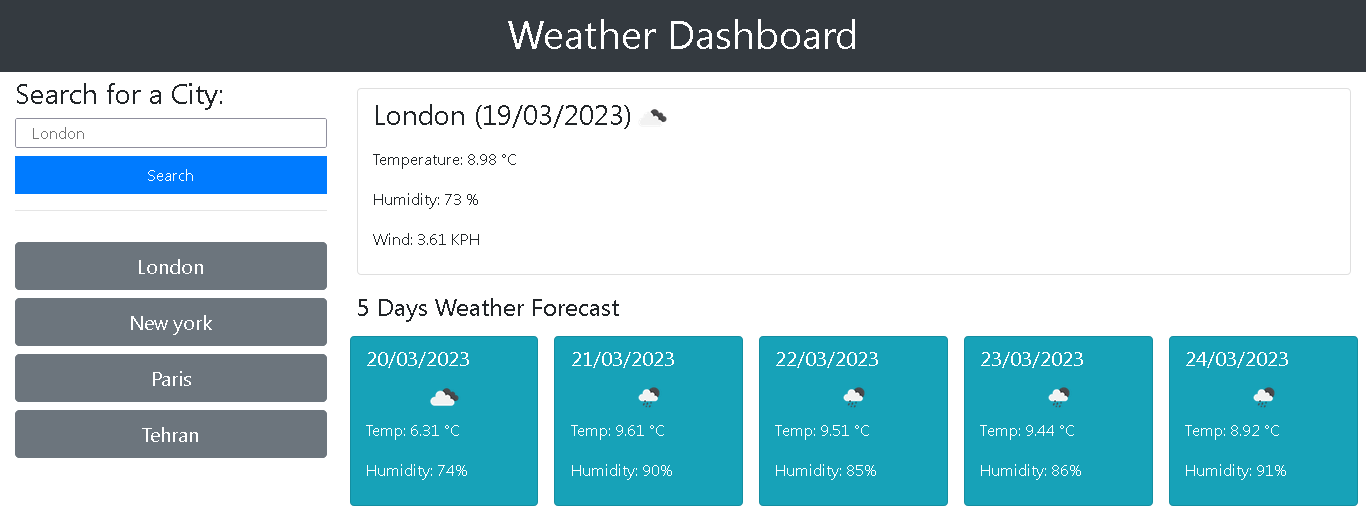 Weather Dashboard
Search for a City:
London
Search
London
New york
Paris
Tehran
London (19/03/2023)
Temperature: 8.98 °C
Humidity: 73 %
Wind: 3.61 KPH
5 Days Weather Forecast
20/03/2023
Temp: 6.31 °C
Humidity: 74%
21/03/2023
Temp: 9.61 °C
Humidity: 90%
22/03/2023
Temp: 9.51 °C
Humidity: 85%
23/03/2023
Temp: 9.44 °C
Humidity: 86%
24/03/2023
Temp: 8.92 °C
Humidity: 91%